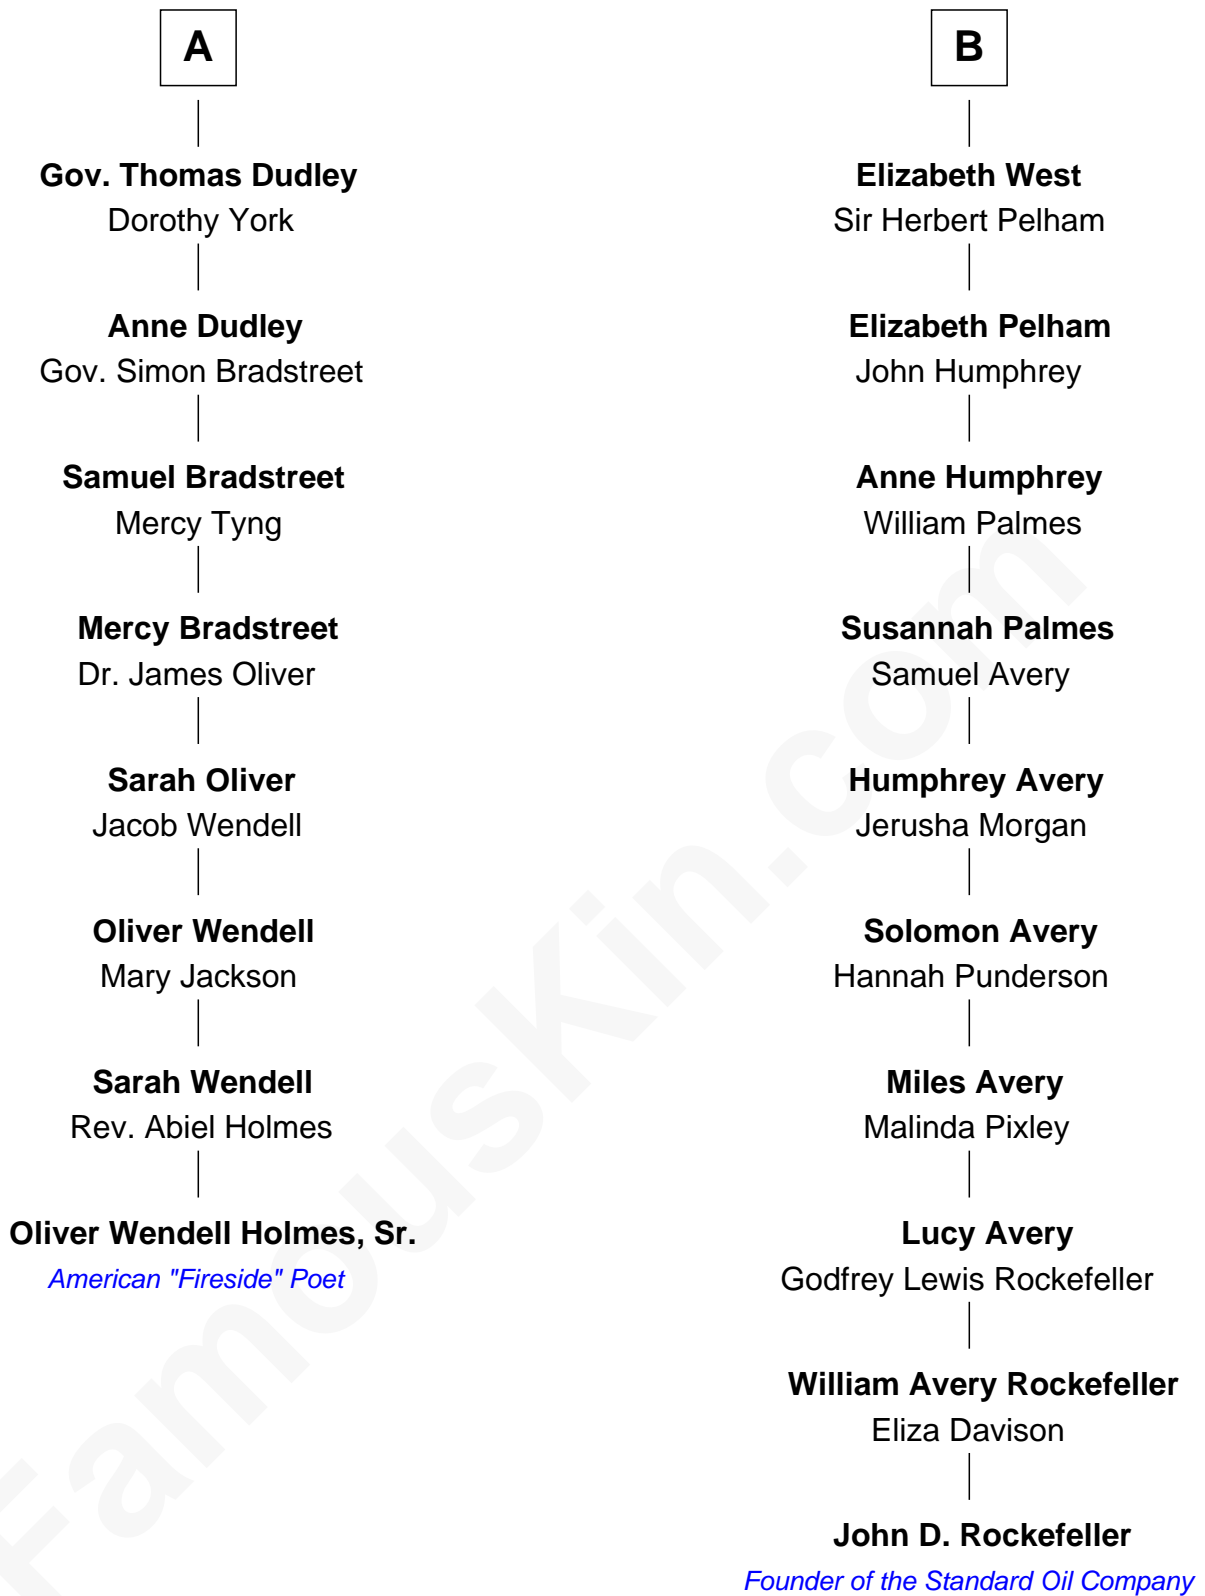 A
Gov. Thomas Dudley
Dorothy York
Anne Dudley
Gov. Simon Bradstreet
Samuel Bradstreet
Mercy Tyng
Mercy Bradstreet
Dr. James Oliver
Sarah Oliver
Jacob Wendell
Oliver Wendell
Mary Jackson
Sarah Wendell
Rev. Abiel Holmes
Oliver Wendell Holmes, Sr.
American "Fireside" Poet
B
Elizabeth West
Sir Herbert Pelham
Elizabeth Pelham
John Humphrey
Anne Humphrey
William Palmes
Susannah Palmes
Samuel Avery
Humphrey Avery
Jerusha Morgan
Solomon Avery
Hannah Punderson
Miles Avery
Malinda Pixley
Lucy Avery
Godfrey Lewis Rockefeller
William Avery Rockefeller
Eliza Davison
John D. Rockefeller
Founder of the Standard Oil Company
FamousKin.com